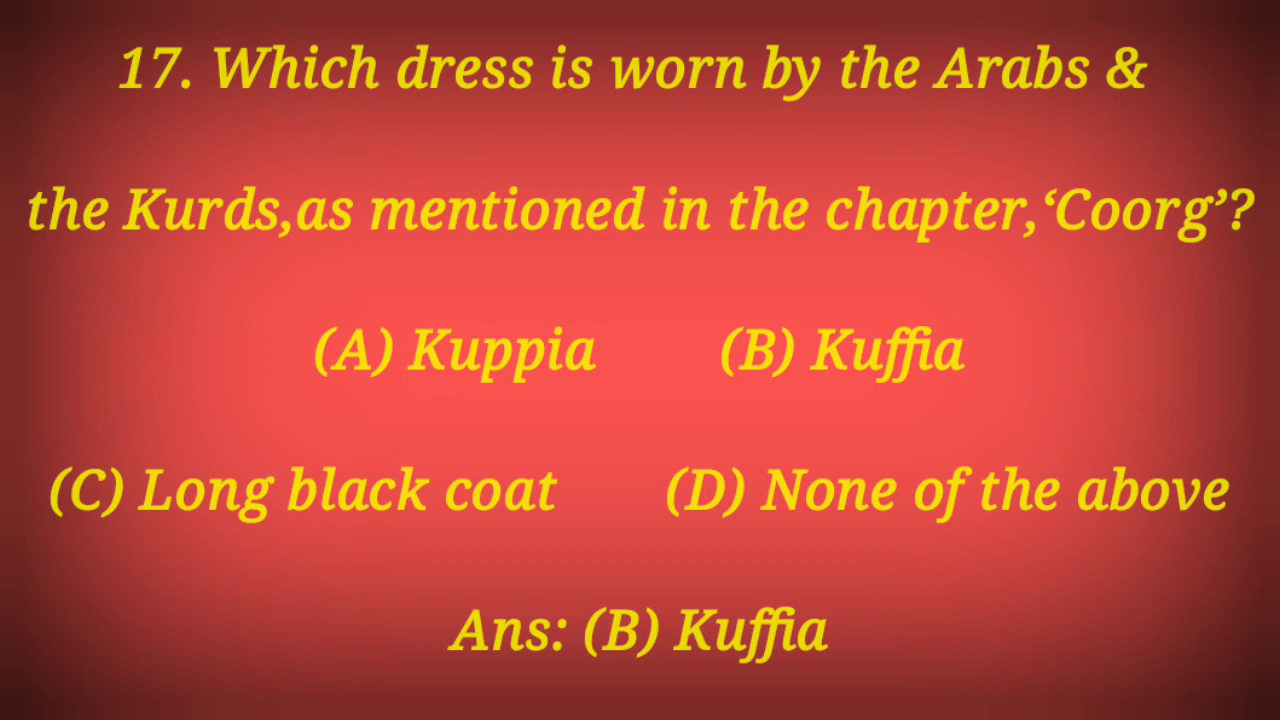 17. Which dress is worn by the Arabs &
the Kurds,as mentioned in the chapter,‘Coorg’?
(A) Kuppia (B) Kuffia
(C) Long black coat (D) None of the above
Ans: (B) Kuffia